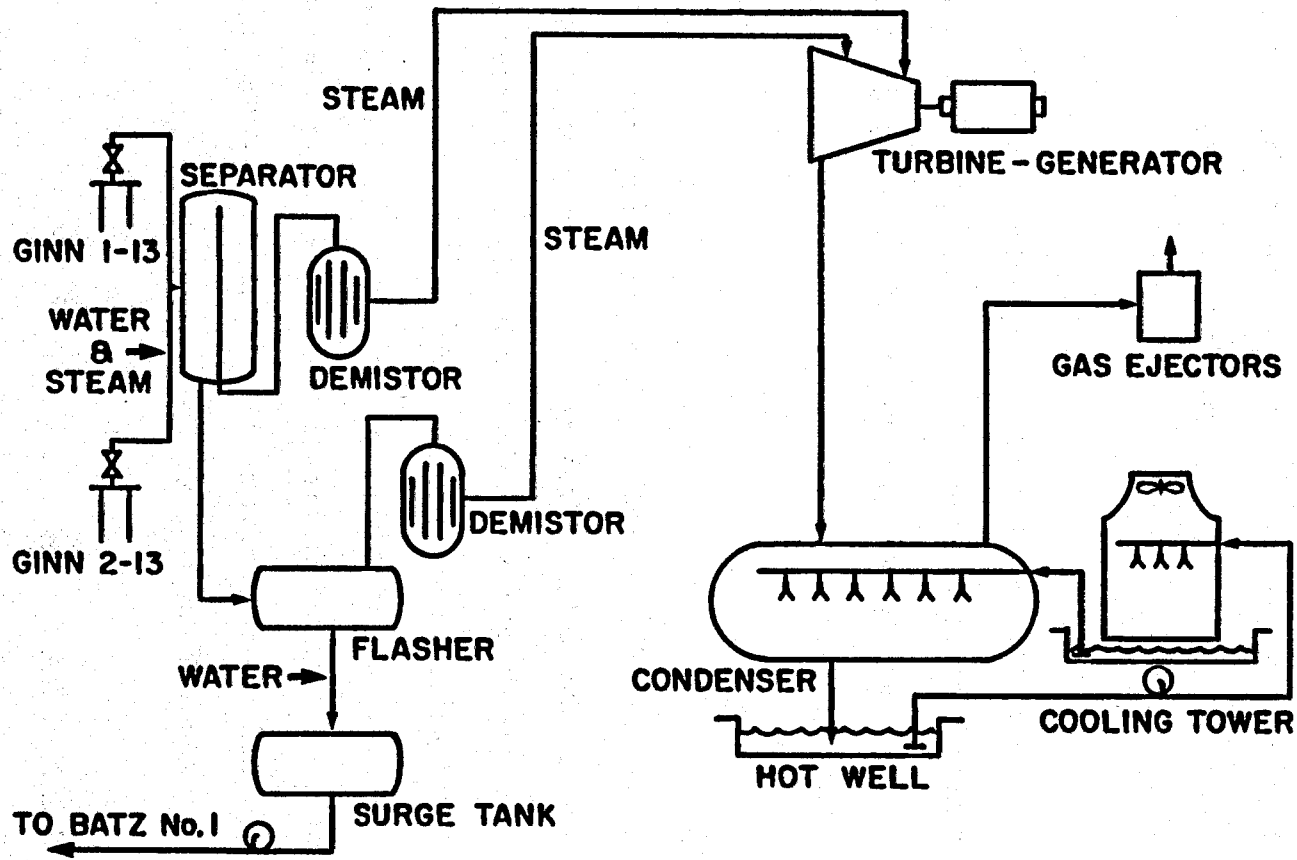 STEAM
TURBINE-GENERATOR
SEPARATOR
GINN 1-13
STEAM
WATER
&
STEAM
DEMISTOR
GAS EJECTORS
GINN 2-13
DEMISTOR
FLASHER
WATER
CONDENSER
COOLING TOWER
HOT WELL
SURGE TANK
TO BATZ No.1